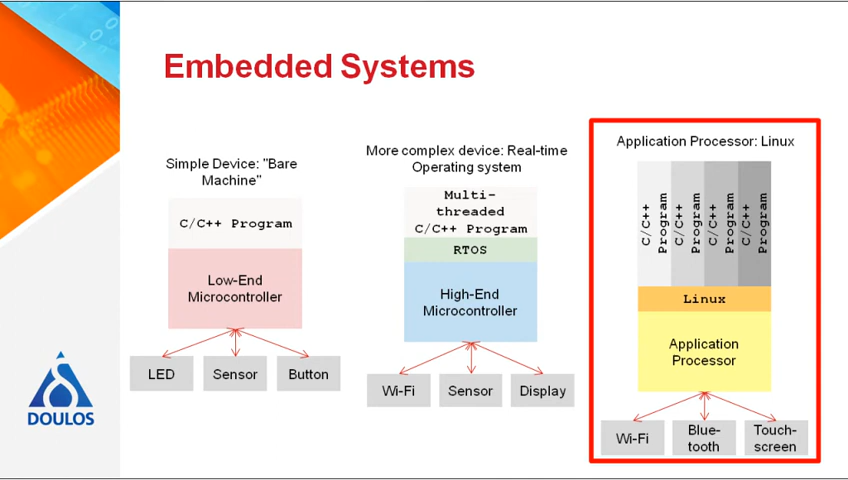 Embedded Systems
Simple Device: "Bare
Machine"
C/C++ Program
Low-End
Microcontroller
LED
Sensor
Button
More complex device: Real-time
Operating system
Multi-
threaded
C/C++ Program
RTOS
High-End
Microcontroller
Wi-Fi
Sensor
Display
Application Processor: Linux
C/C++
Program
C/C++
Program
C/C++
Program
C/C++
Program
Linux
Application
Processor
Wi-Fi
Blue-
tooth
Touch-
screen
DOULOS